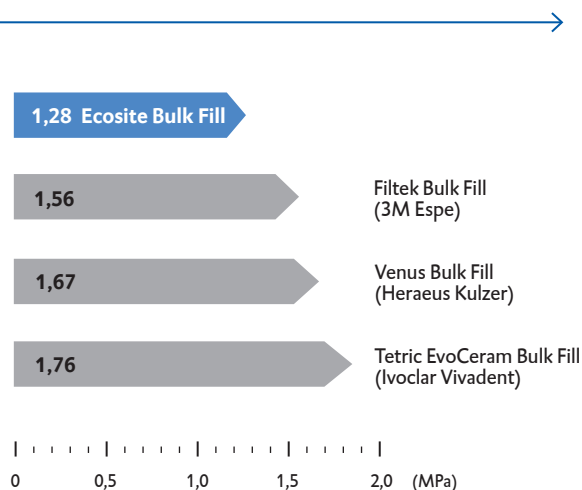 1,28 Ecosite Bulk Fill
1,56
Filtek Bulk Fill
(3M Espe)
1,67
Venus Bulk Fill
(Heraeus Kulzer)
1,76
Tetric EvoCeram Bulk Fill
(Ivoclar Vivadent)
0 0,5 1,0 1,5 2,0 (MPa)